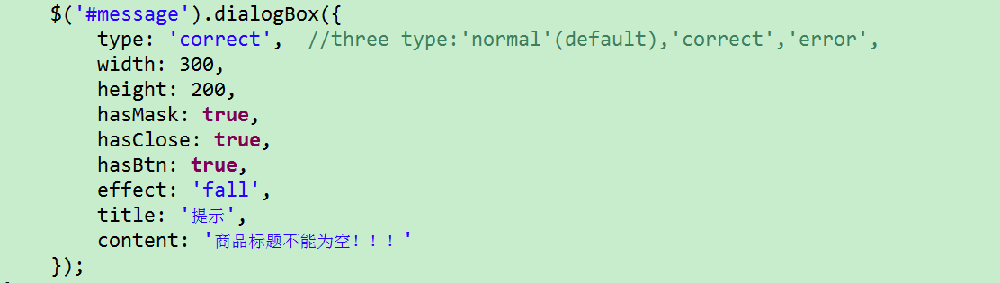 $('#message').dialogBox({
type: 'correct',  //three type:'normal'(default),'correct','error',
width: 300,
height: 200,
hasMask: true,
hasClose: true,
hasBtn: true,
effect: 'fall',
title: '提示',
content: '商品标题不能为空！！！'
});